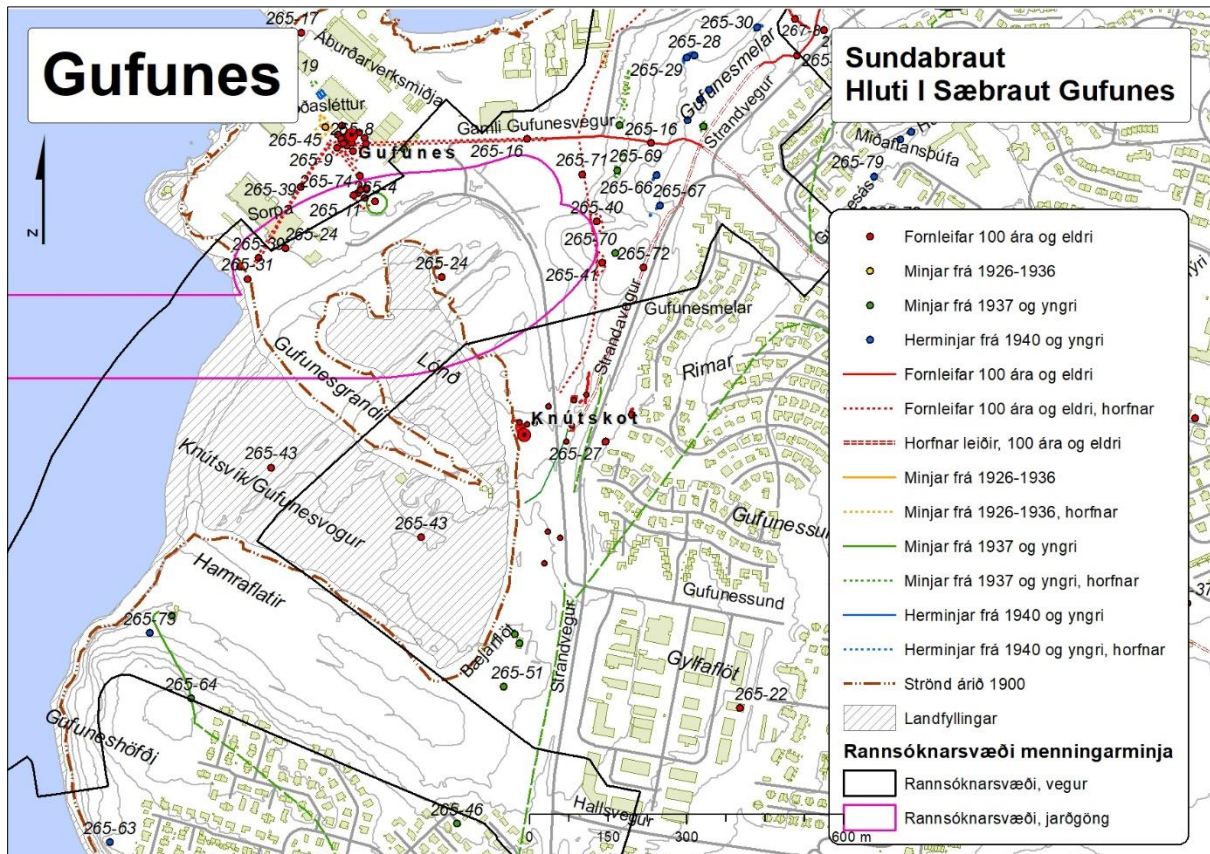 Gufunes
Sundabraut
Hluti I Sæbraut Gufunes
265-17
Áburðarverksmiðja
265-30
265-28
265-29
Gufunesmelar
Strandvegur
Gamli Gufunesvegur
265-45
265-9
Gufunes
265-16
265-16
265-69
Miðaftansþúfa
265-79
265-71
265-66
265-67
265-74
265-4
265-39
Sorpa
265-11
265-24
265-40
265-31
265-70
265-72
265-41
265-24
Gufunesmelar
Strandavegur
Lónð
Gufunesgrandi
Rimar
Knútskot
265-27
265-43
Knútsvík/Gufunesvogur
265-43
Hamraflatir
Gufunessund
Bæjarflöt
265-51
Strandvegur
Gylfaflöt
265-22
265-64
Gufuneshöfði
265-46
Hallsvegur
265-63
0 150 300 600 m
N
Fornleifar 100 ára og eldri
Minjar frá 1926-1936
Minjar frá 1937 og yngri
Herminjar frá 1940 og yngri
Fornleifar 100 ára og eldri
Fornleifar 100 ára og eldri, horfnar
Horfnar leiðir, 100 ára og eldri
Minjar frá 1926-1936
Minjar frá 1926-1936, horfnar
Minjar frá 1937 og yngri
Minjar frá 1937 og yngri, horfnar
Herminjar frá 1940 og yngri
Herminjar frá 1940 og yngri, horfnar
Strönd árið 1900
Landfyllingar
Rannsóknarsvæði menningarminja
Rannsóknarsvæði, vegur
Rannsóknarsvæði, jarðgöng